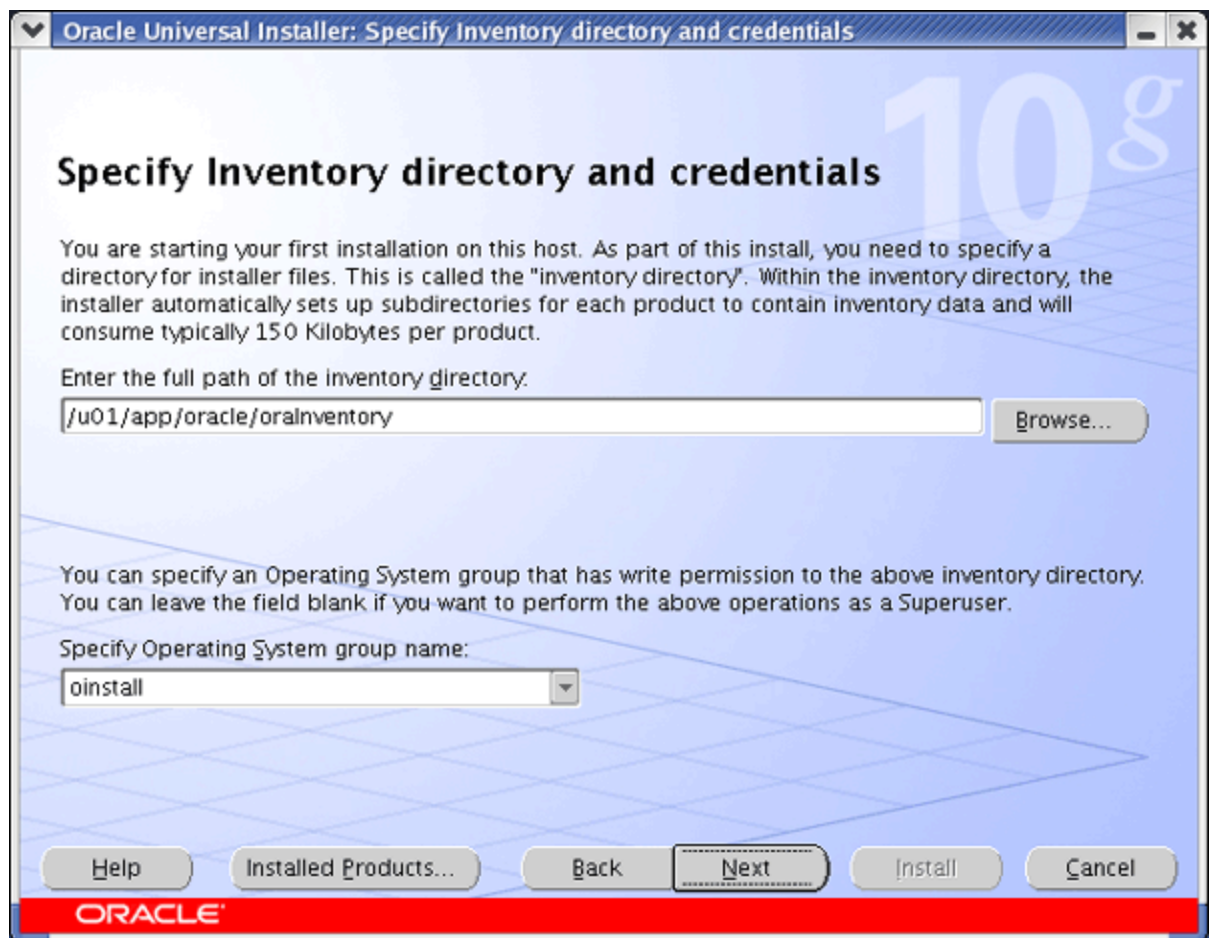 Oracle Universal Installer: Specify Inventory directory and credentials
10g
Specify Inventory directory and credentials
You are starting your first installation on this host. As part of this install, you need to specify a
directory for installer files. This is called the "inventory directory". Within the inventory directory, the
installer automatically sets up subdirectories for each product to contain inventory data and will
consume typically 150 Kilobytes per product.
Enter the full path of the inventory directory:
/u01/app/oracle/oraInventory
Browse...
You can specify an Operating System group that has write permission to the above inventory directory.
You can leave the field blank if you want to perform the above operations as a Superuser.
Specify Operating System group name:
oinstall
Help Installed Products... Back Next Install Cancel
ORACLE